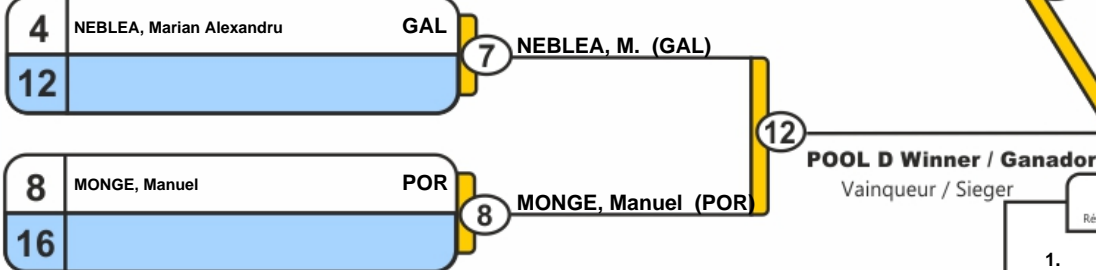 4 NEBLEA, Marian Alexandru GAL
7 NEBLEA, M. (GAL)
12
12
POOL D Winner / Ganador
Vainqueur / Sieger
8 MONGE, Manuel POR
8 MONGE, Manuel (POR)
16
Ré
1.